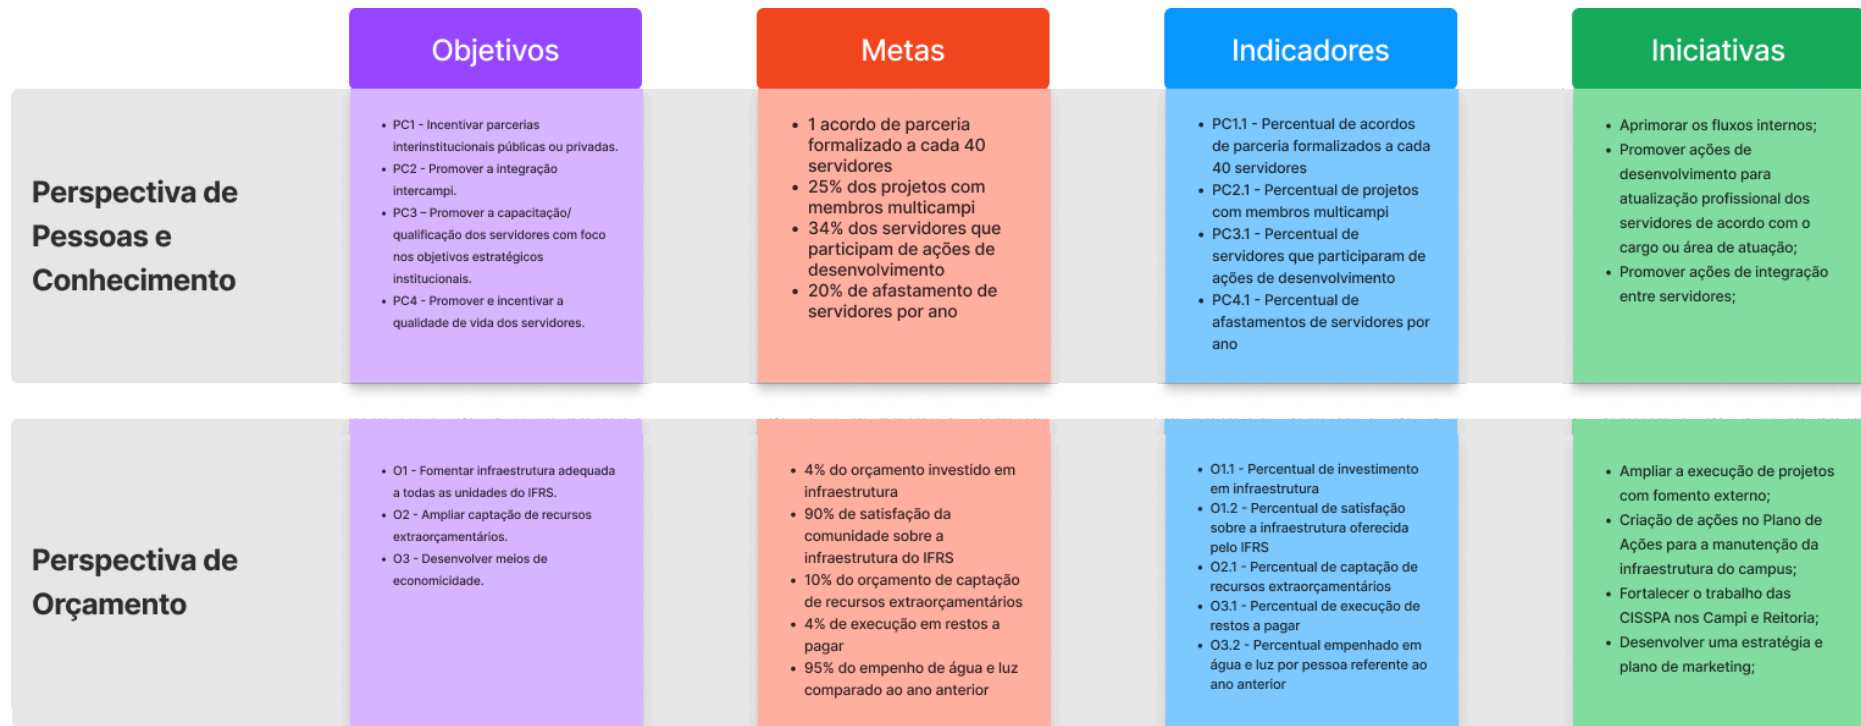 Objetivos
Metas
Indicadores
Iniciativas
Perspectiva de
Pessoas e
Conhecimento
• PC1 - Incentivar parcerias
interinstitucionais públicas ou privadas.
• PC2 - Promover a integração
intercampi.
• PC3 – Promover a capacitação/
qualificação dos servidores com foco
nos objetivos estratégicos
institucionais.
• PC4 - Promover e incentivar a
qualidade de vida dos servidores.
• 1 acordo de parceria
formalizado a cada 40
servidores
• 25% dos projetos com
membros multicampi
• 34% dos servidores que
participam de ações de
desenvolvimento
• 20% de afastamento de
servidores por ano
• PC1.1 - Percentual de acordos
de parceria formalizados a cada
40 servidores
• PC2.1 - Percentual de projetos
com membros multicampi
• PC3.1 - Percentual de
servidores que participaram de
ações de desenvolvimento
• PC4.1 - Percentual de
afastamentos de servidores por
ano
• Aprimorar os fluxos internos;
• Promover ações de
desenvolvimento para
atualização profissional dos
servidores de acordo com o
cargo ou área de atuação;
• Promover ações de integração
entre servidores;
Perspectiva de
Orçamento
• O1 - Fomentar infraestrutura adequada
a todas as unidades do IFRS.
• O2 - Ampliar captação de recursos
extraorçamentários.
• O3 - Desenvolver meios de
economicidade.
• 4% do orçamento investido em
infraestrutura
• 90% de satisfação da
comunidade sobre a
infraestrutura do IFRS
• 10% do orçamento de captação
de recursos extraorçamentários
• 4% de execução em restos a
pagar
• 95% do empenho de água e luz
comparado ao ano anterior
• O1.1 - Percentual de investimento
em infraestrutura
• O1.2 - Percentual de satisfação
sobre a infraestrutura oferecida
pelo IFRS
• O2.1 - Percentual de captação de
recursos extraorçamentários
• O3.1 - Percentual de execução de
restos a pagar
• O3.2 - Percentual empenhado em
água e luz por pessoa referente ao
ano anterior
• Ampliar a execução de projetos
com fomento externo;
• Criação de ações no Plano de
Ações para a manutenção da
infraestrutura do campus;
• Fortalecer o trabalho das
CISSPA nos Campi e Reitoria;
• Desenvolver uma estratégia e
plano de marketing;